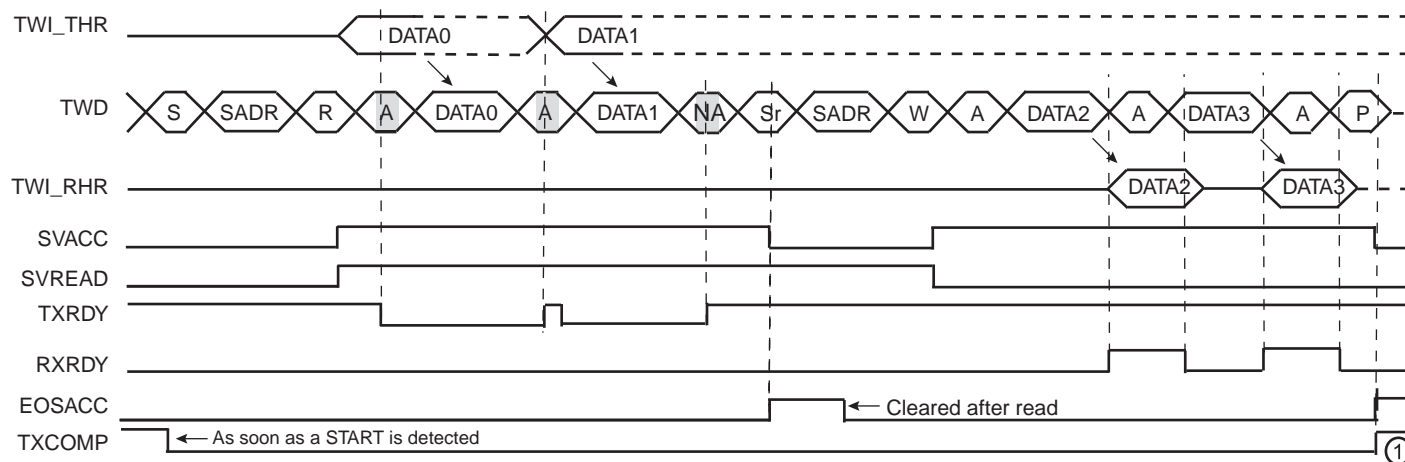 TWI_THR DATA0 DATA1
TWD S SADR R A DATA0 A DATA1 NA Sr SADR W A DATA2 A DATA3 A P
TWI_RHR DATA2 DATA3
SVACC
SVREAD
TXRDY
RXRDY
EOSACC Cleared after read
TXCOMP As soon as a START is detected 1